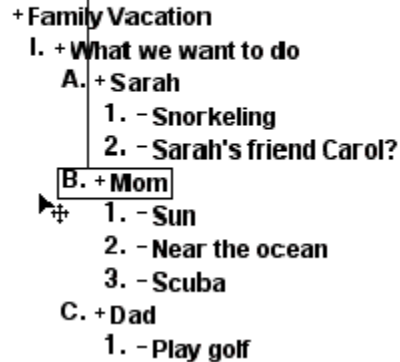 + Family Vacation
I. + What we want to do
A. + Sarah
1. - Snorkeling
2. - Sarah's friend Carol?
B. + Mom
1. - Sun
2. - Near the ocean
3. - Scuba
C. + Dad
1. - Play golf